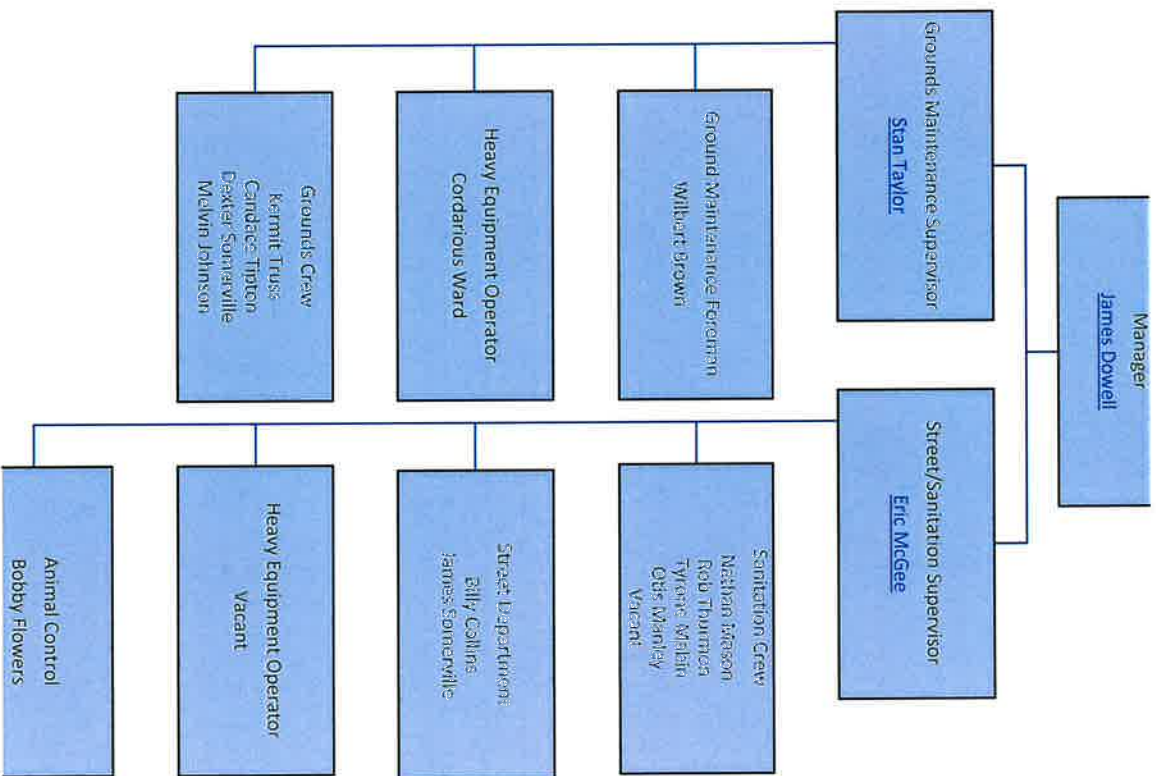 Manager
James Dowell
Grounds Maintenance Supervisor
Stan Taylor
Ground Maintenance Foreman
Wilbert Brown
Heavy Equipment Operator
Cordarious Ward
Grounds Crew
Kermit Truss
Candace Tipton
Dexter Somerville
Melvin Johnson
Street/Sanitation Supervisor
Eric McGee
Sanitation Crew
Nathan Mason
Rob Thurmon
Tyrone
Otis Manley
Vacant
Street Department
Billy Collins
James Somerville
Heavy Equipment Operator
Vacant
Animal Control
Bobby Flowers